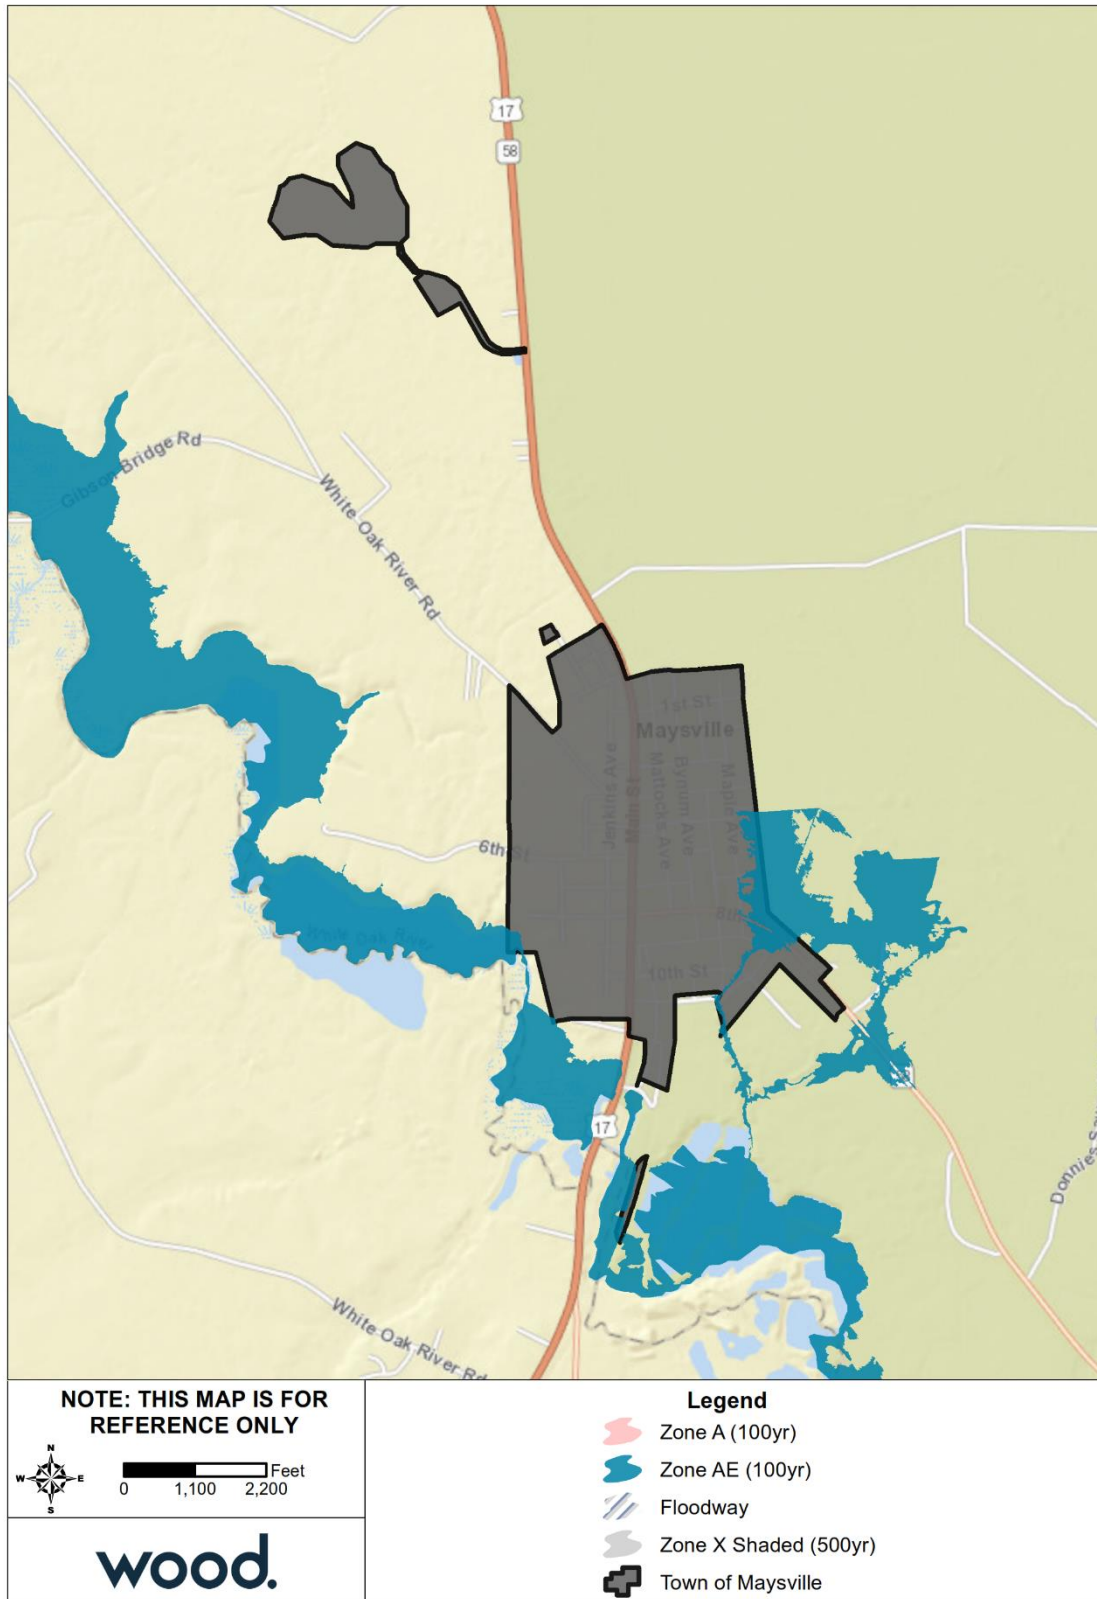 17
58
Gibson Bridge Rd
White Oak River Rd
1st St
Maysville
Jenkins Ave
Main St
Mattocks Ave
Bynum Ave
Maple Ave
6th St
8th
White Oak River
10th St
17
Donnies Sa
White Oak River Rd
NOTE: THIS MAP IS FOR
REFERENCE ONLY
N
W
E
S
Feet
0 1,100 2,200
wood.
Legend
Zone A (100yr)
Zone AE (100yr)
Floodway
Zone X Shaded (500yr)
Town of Maysville